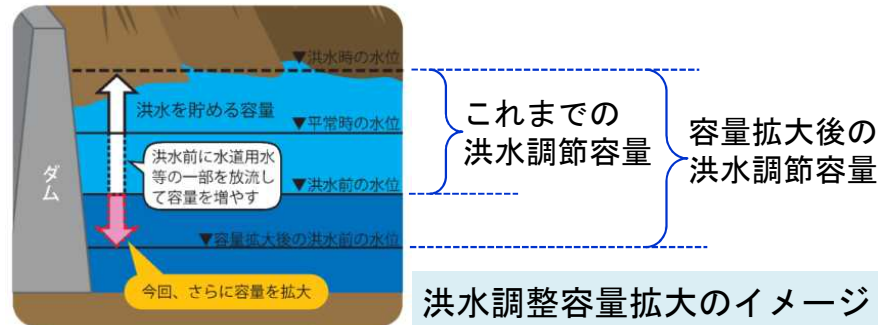 ▼洪水時の水位
洪水を貯める容量
▼平常時の水位
洪水前に水道用水
等の一部を放流し
て容量を増やす
▼洪水前の水位
ダム
▼容量拡大後の洪水前の水位
今回、さらに容量を拡大
これまでの
洪水調節容量
容量拡大後の
洪水調節容量
洪水調整容量拡大のイメージ